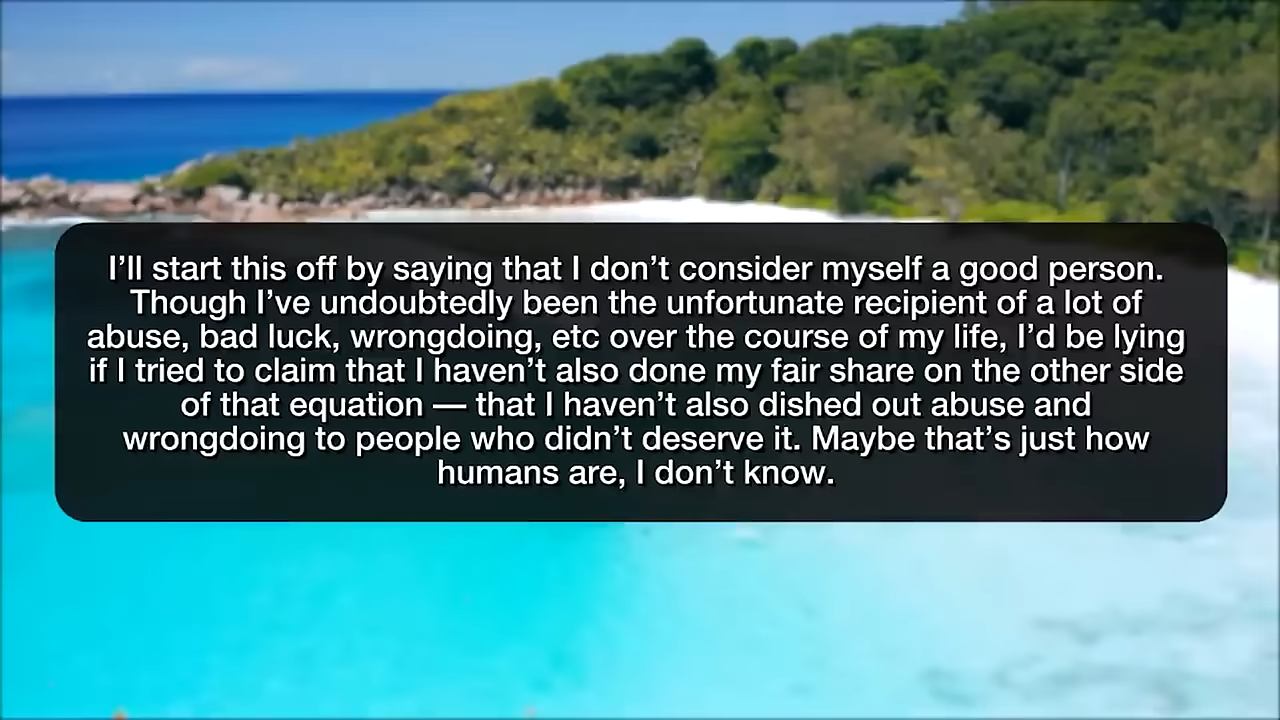 I’ll start this off by saying that I don’t consider myself a good person.
Though I’ve undoubtedly been the unfortunate recipient of a lot of
abuse, bad luck, wrongdoing, etc over the course of my life, I’d be lying
if I tried to claim that I haven’t also done my fair share on the other side
of that equation — that I haven’t also dished out abuse and
wrongdoing to people who didn’t deserve it. Maybe that’s just how
humans are, I don’t know.